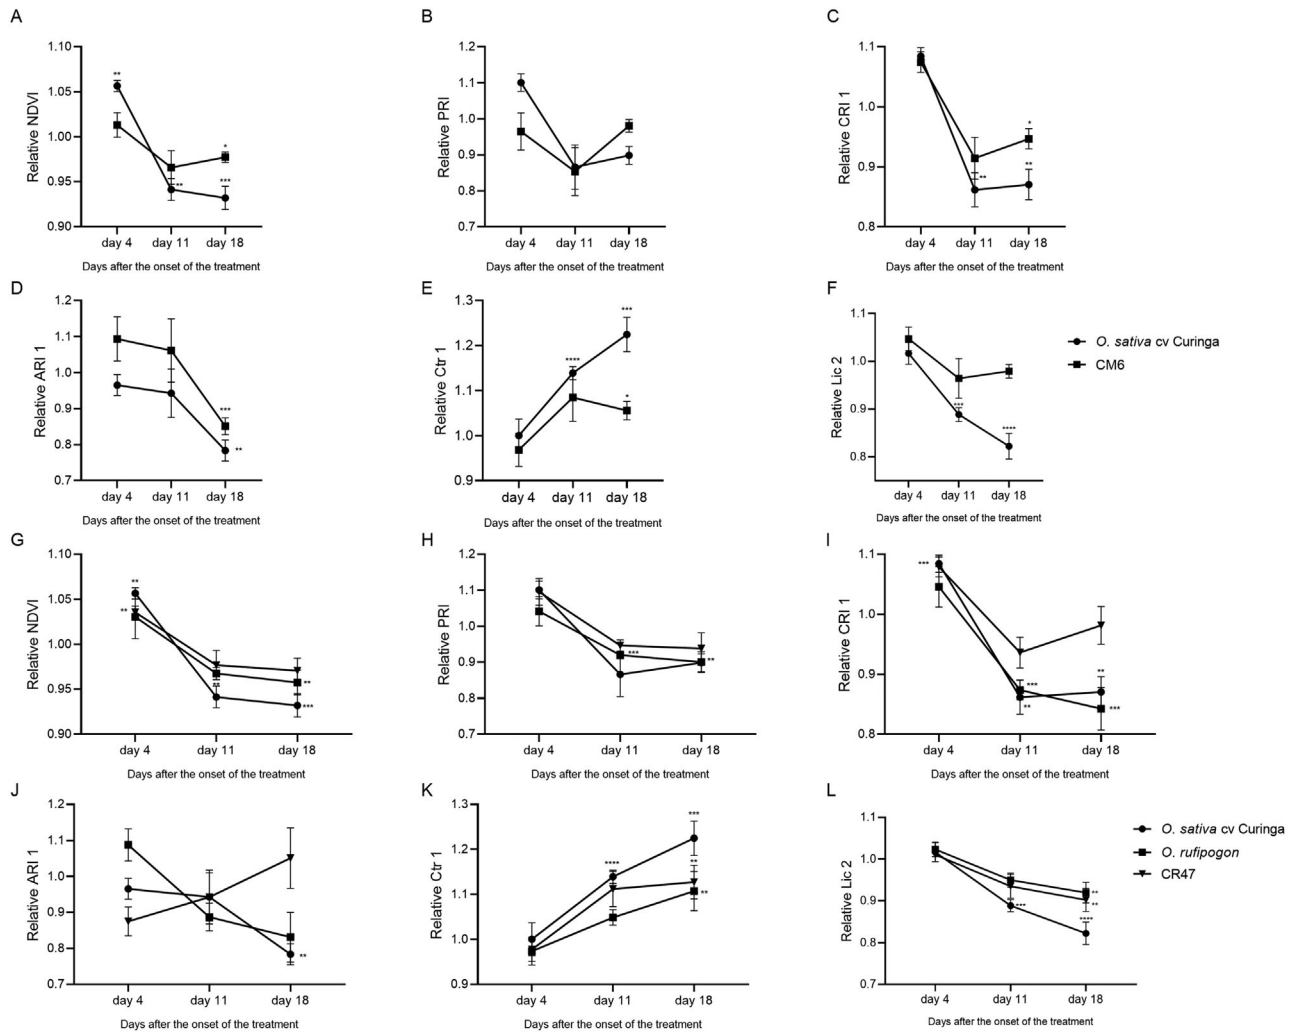 A
Relative NDVI
1.10
1.05
1.00
0.95
0.90
**
**
*
***
day 4 day 11 day 18
Days after the onset of the treatment
B
Relative PRI
1.2
1.1
1.0
0.9
0.8
0.7
day 4 day 11 day 18
Days after the onset of the treatment
C
Relative CRI 1
1.1
1.0
0.9
0.8
**
*
**
day 4 day 11 day 18
Days after the onset of the treatment
D
Relative ARI 1
1.2
1.1
1.0
0.9
0.8
0.7
***
**
day 4 day 11 day 18
Days after the onset of the treatment
E
Relative Ctr 1
1.3
1.2
1.1
1.0
0.9
****
***
*
day 4 day 11 day 18
Days after the onset of the treatment
F
Relative Lic 2
1.1
1.0
0.9
0.8
***
****
day 4 day 11 day 18
Days after the onset of the treatment
O. sativa cv Curinga
CM6
G
Relative NDVI
1.10
1.05
1.00
0.95
0.90
**
**
**
**
***
day 4 day 11 day 18
Days after the onset of the treatment
H
Relative PRI
1.2
1.1
1.0
0.9
0.8
0.7
***
**
day 4 day 11 day 18
Days after the onset of the treatment
I
Relative CRI 1
1.1
1.0
0.9
0.8
***
***
**
**
***
day 4 day 11 day 18
Days after the onset of the treatment
J
Relative ARI 1
1.2
1.1
1.0
0.9
0.8
0.7
**
day 4 day 11 day 18
Days after the onset of the treatment
K
Relative Ctr 1
1.3
1.2
1.1
1.0
0.9
****
***
**
**
day 4 day 11 day 18
Days after the onset of the treatment
L
Relative Lic 2
1.1
1.0
0.9
0.8
0.7
***
**
**
****
day 4 day 11 day 18
Days after the onset of the treatment
O. sativa cv Curinga
O. rufipogon
CR47